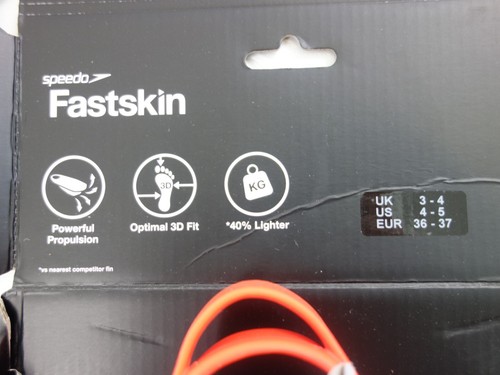 speedo
Fastskin
3D
KG
Powerful
Propulsion
Optimal 3D Fit
*40% Lighter
UK 3 - 4
US 4 - 5
EUR 36 - 37
*vs nearest competitor fin